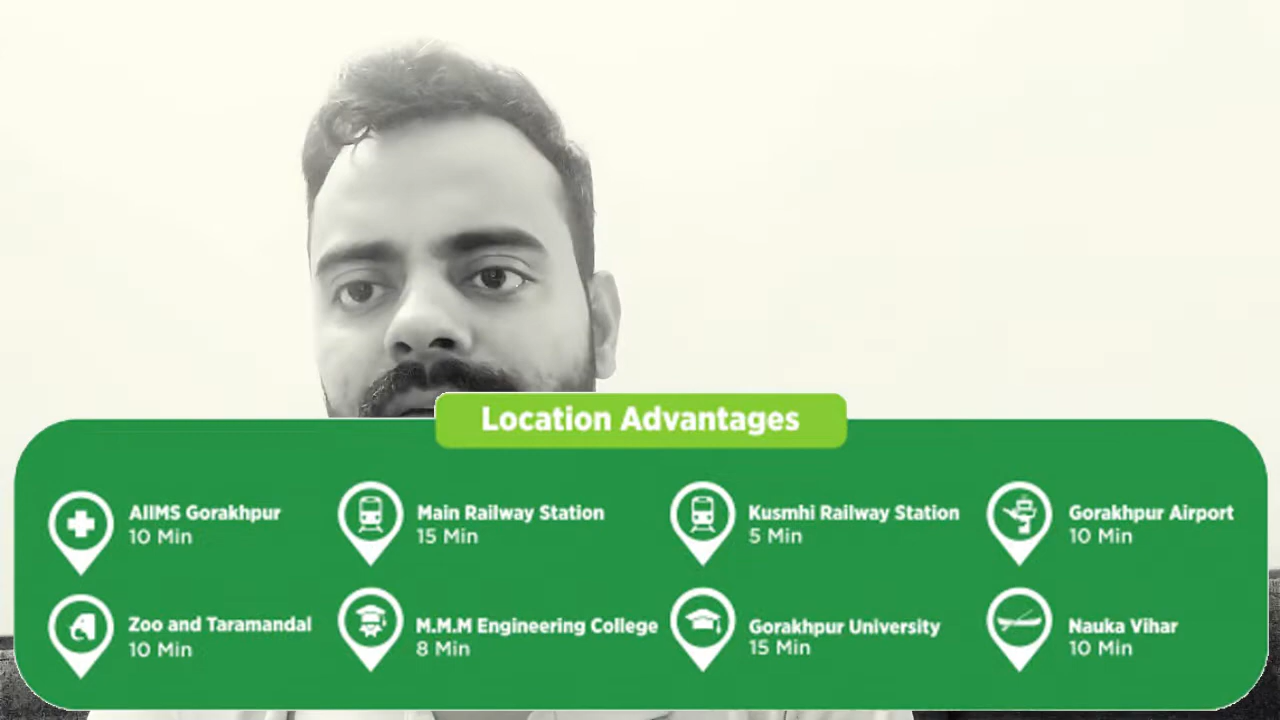 Location Advantages
AIIMS Gorakhpur
10 Min
Main Railway Station
15 Min
Kusmhi Railway Station
5 Min
Gorakhpur Airport
10 Min
Zoo and Taramandal
10 Min
M.M.M Engineering College
8 Min
Gorakhpur University
15 Min
Nauka Vihar
10 Min